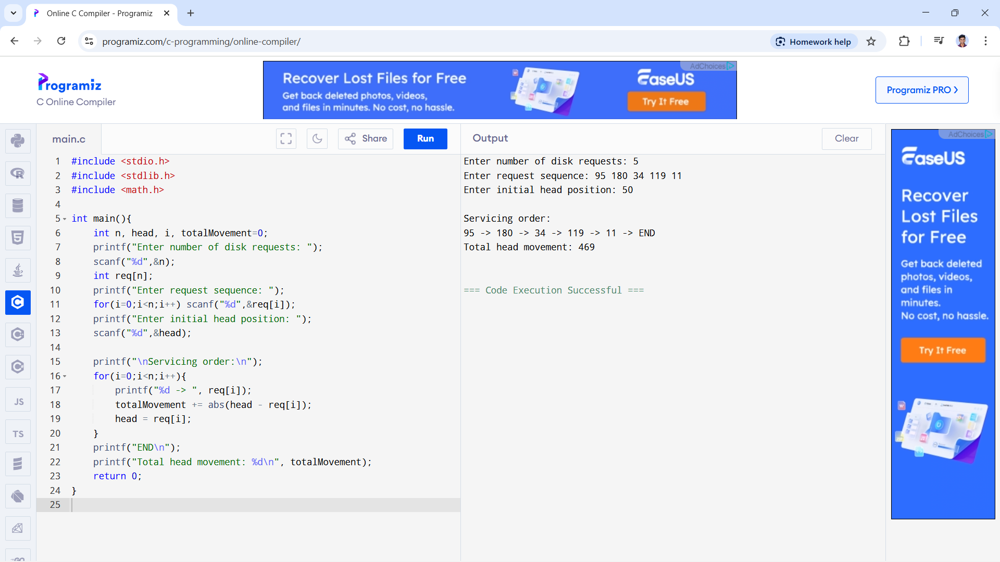 Online C Compiler - Programiz
programiz.com/c-programming/online-compiler/
Homework help
Programiz
C Online Compiler
Recover Lost Files for Free
Get back deleted photos, videos,
and files in minutes. No cost, no hassle.
AdChoices
EaseUS
Try It Free
Programiz PRO
main.c
Share
Run
Output
Clear
1 #include <stdio.h>
2 #include <stdlib.h>
3 #include <math.h>
4
5 int main(){
6 int n, head, i, totalMovement=0;
7 printf("Enter number of disk requests: ");
8 scanf("%d",&n);
9 int req[n];
10 printf("Enter request sequence: ");
11 for(i=0;i<n;i++) scanf("%d",&req[i]);
12 printf("Enter initial head position: ");
13 scanf("%d",&head);
14
15 printf("\nServicing order:\n");
16 for(i=0;i<n;i++){
17 printf("%d -> ", req[i]);
18 totalMovement += abs(head - req[i]);
19 head = req[i];
20 }
21 printf("END\n");
22 printf("Total head movement: %d\n", totalMovement);
23 return 0;
24 }
25
Enter number of disk requests: 5
Enter request sequence: 95 180 34 119 11
Enter initial head position: 50
Servicing order:
95 -> 180 -> 34 -> 119 -> 11 -> END
Total head movement: 469
=== Code Execution Successful ===
AdChoices
EaseUS
Recover
Lost Files
for Free
Get back deleted
photos, videos,
and files in
minutes.
No cost, no hassle.
Try It Free
R
5
C
JS
TS
GO